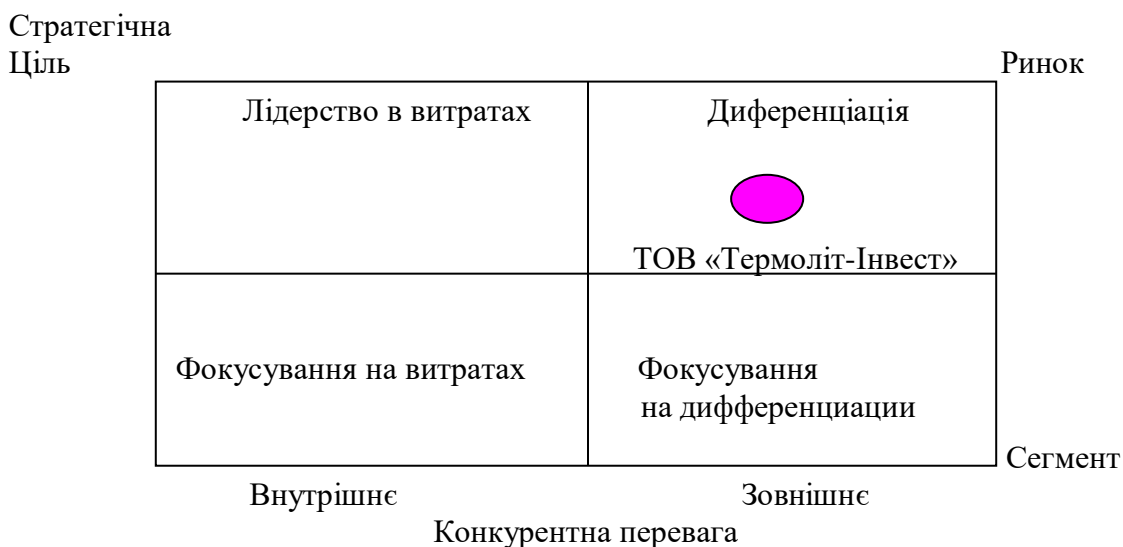 Стратегічна
Ціль
Ринок
Лідерство в витратах
Диференціація
ТОВ «Термоліт-Інвест»
Фокусування на витратах
Фокусування
на дифференциации
Сегмент
Внутрішнє
Зовнішнє
Конкурентна перевага